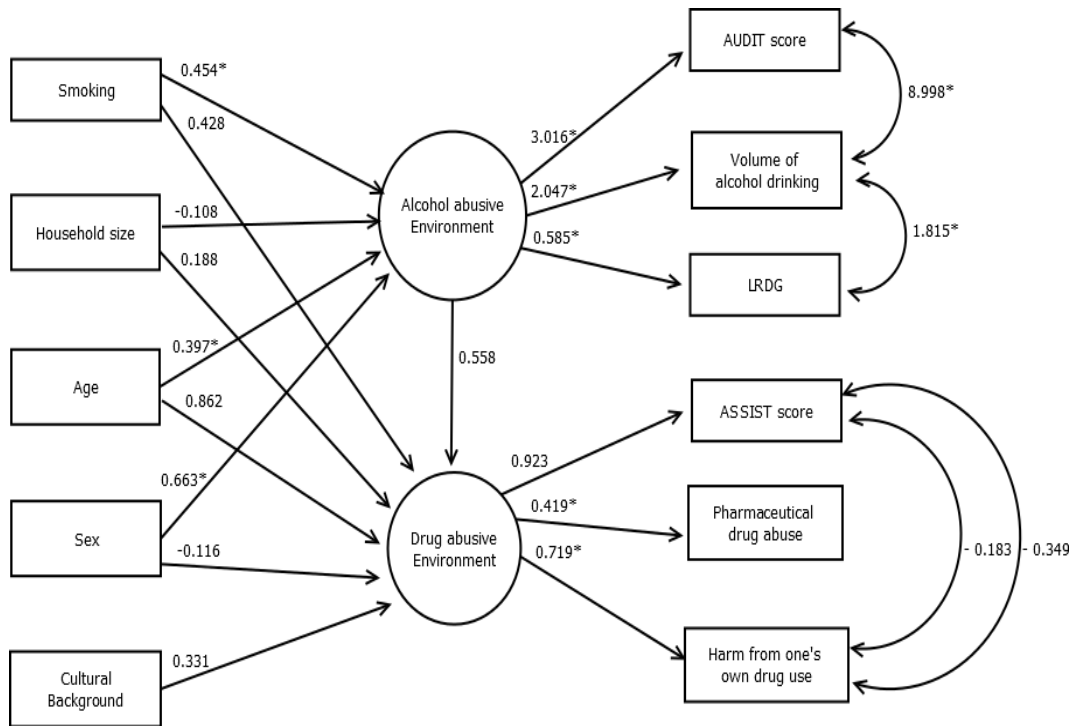 Smoking
Household size
Age
Sex
Cultural
Background
0.454*
0.428
-0.108
0.188
0.397*
0.862
0.663*
-0.116
0.331
Alcohol abusive
Environment
0.558
Drug abusive
Environment
3.016*
2.047*
0.585*
0.923
0.419*
0.719*
AUDIT score
Volume of
alcohol drinking
LRDG
ASSIST score
Pharmaceutical
drug abuse
Harm from one's
own drug use
8.998*
1.815*
- 0.183
- 0.349